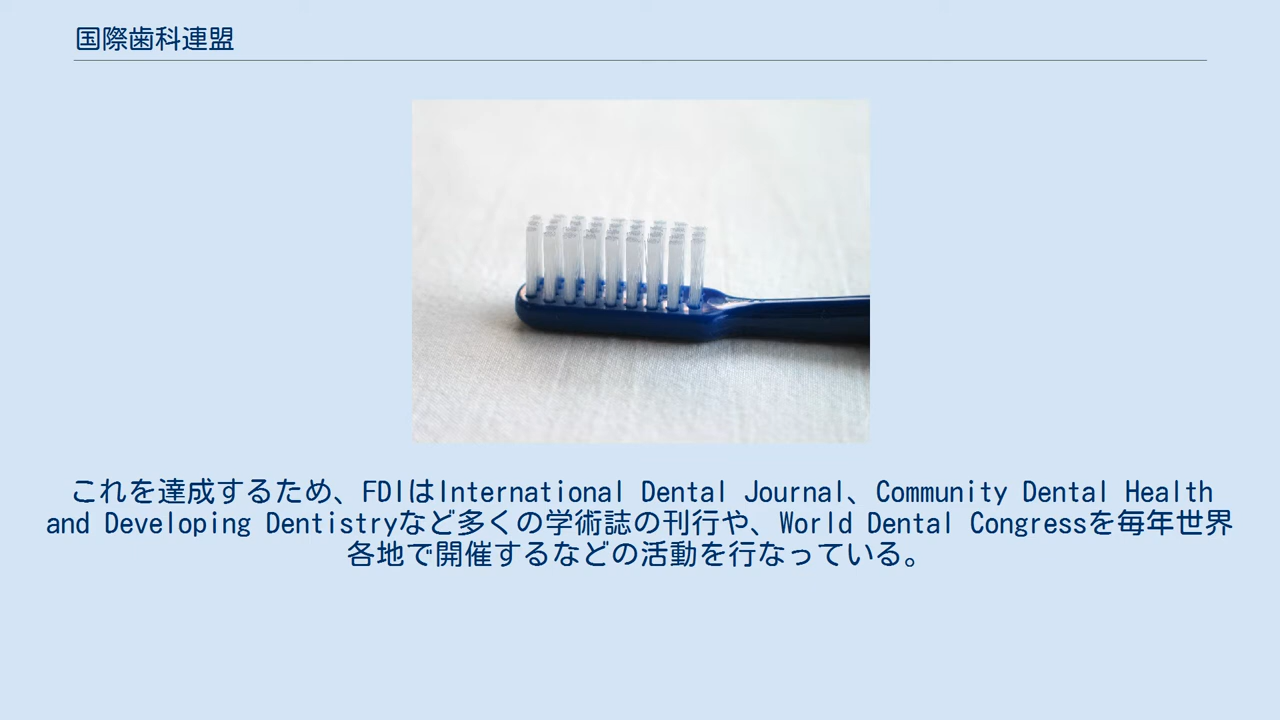 国際歯科連盟
これを達成するため、FDIはInternational Dental Journal、Community Dental Health
and Developing Dentistryなど多くの学術誌の刊行や、World Dental Congressを毎年世界
各地で開催するなどの活動を行なっている。